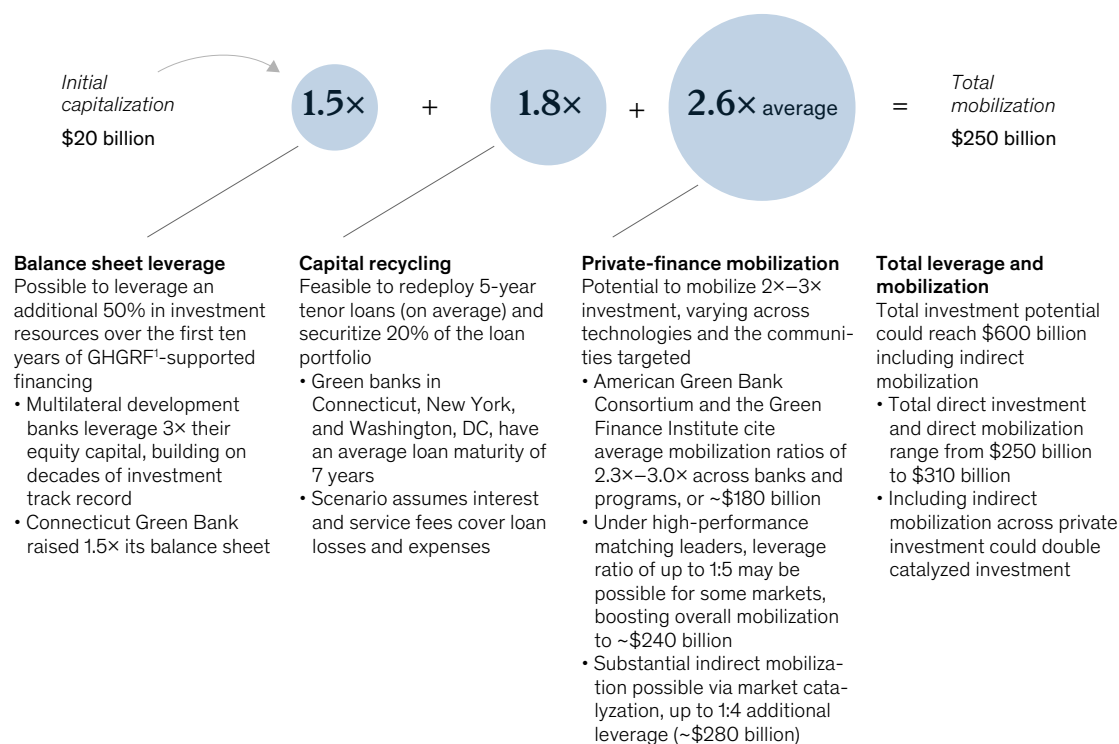 Initial
capitalization
$20 billion
1.5×
+
1.8×
+
2.6× average
=
Total
mobilization
$250 billion
Balance sheet leverage
Possible to leverage an
additional 50% in investment
resources over the first ten
years of GHGRF¹-supported
financing
• Multilateral development
banks leverage 3× their
equity capital, building on
decades of investment
track record
• Connecticut Green Bank
raised 1.5× its balance sheet
Capital recycling
Feasible to redeploy 5-year
tenor loans (on average) and
securitize 20% of the loan
portfolio
• Green banks in
Connecticut, New York,
and Washington, DC, have
an average loan maturity of
7 years
• Scenario assumes interest
and service fees cover loan
losses and expenses
Private-finance mobilization
Potential to mobilize 2×–3×
investment, varying across
technologies and the communi-
ties targeted
• American Green Bank
Consortium and the Green
Finance Institute cite
average mobilization ratios of
2.3×–3.0× across banks and
programs, or ~$180 billion
• Under high-performance
matching leaders, leverage
ratio of up to 1:5 may be
possible for some markets,
boosting overall mobilization
to ~$240 billion
• Substantial indirect mobiliza-
tion possible via market cata-
lyzation, up to 1:4 additional
leverage (~$280 billion)
Total leverage and
mobilization
Total investment potential
could reach $600 billion
including indirect
mobilization
• Total direct investment
and direct mobilization
range from $250 billion
to $310 billion
• Including indirect
mobilization across private
investment could double
catalyzed investment